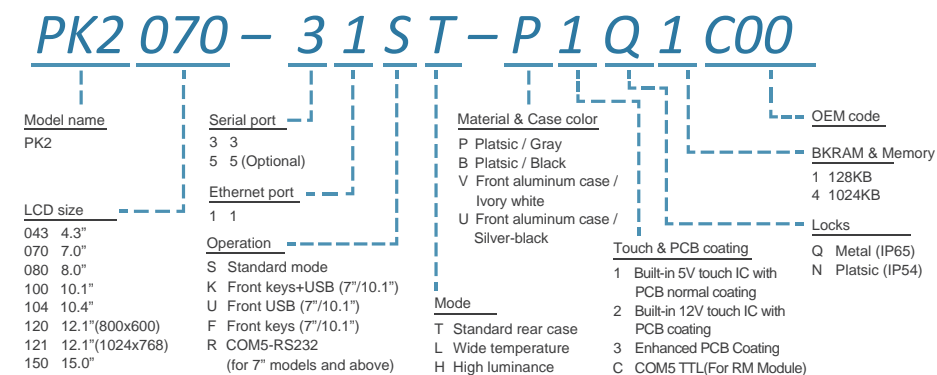 PK2 070 – 3 1 S T – P 1 Q 1 C00
Model name
PK2
LCD size
043 4.3"
070 7.0"
080 8.0"
100 10.1"
104 10.4"
120 12.1"(800x600)
121 12.1"(1024x768)
150 15.0"
Serial port
3 3
5 5 (Optional)
Ethernet port
1 1
Operation
S Standard mode
K Front keys+USB (7"/10.1")
U Front USB (7"/10.1")
F Front keys (7"/10.1")
R COM5-RS232
(for 7" models and above)
Mode
T Standard rear case
L Wide temperature
H High luminance
Material & Case color
P Platsic / Gray
B Platsic / Black
V Front aluminum case /
Ivory white
U Front aluminum case /
Silver-black
Touch & PCB coating
1 Built-in 5V touch IC with
PCB normal coating
2 Built-in 12V touch IC with
PCB coating
3 Enhanced PCB Coating
C COM5 TTL(For RM Module)
OEM code
BKRAM & Memory
1 128KB
4 1024KB
Locks
Q Metal (IP65)
N Platsic (IP54)